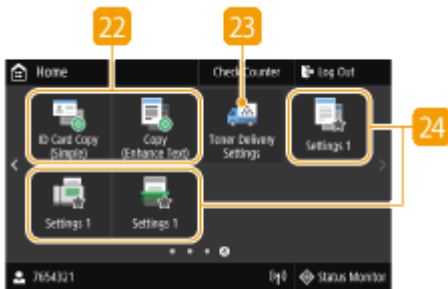 22
23
Home
Check Counter
Log Out
ID Card Copy
(Simple)
Copy
(Enhance Text)
Toner Delivery
Settings
Settings 1
24
Settings 1
Settings 1
7654321
Status Monitor